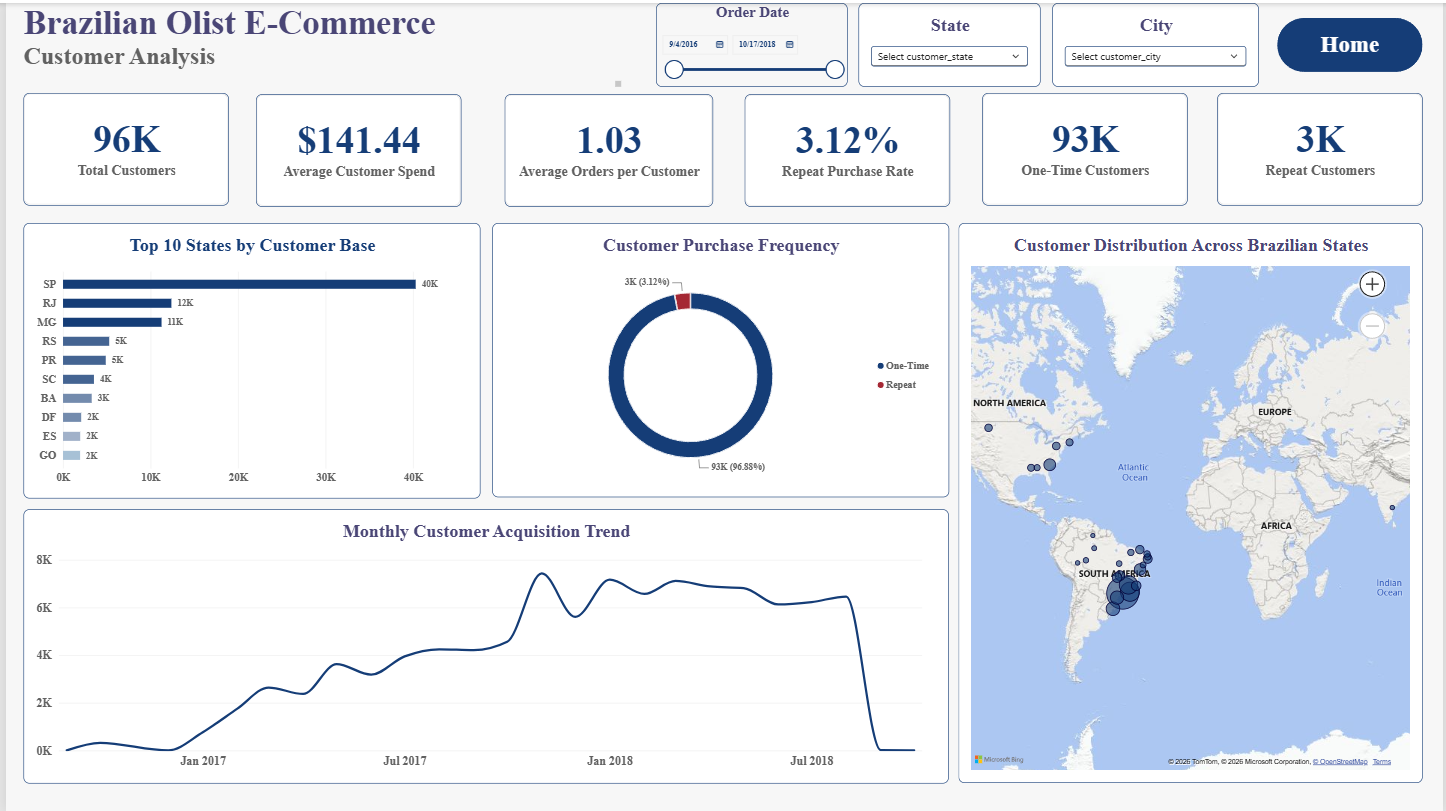 Brazilian Olist E-Commerce
Customer Analysis
Order Date
9/4/2016
10/17/2018
State
Select customer_state
City
Select customer_city
Home
96K
Total Customers
$141.44
Average Customer Spend
1.03
Average Orders per Customer
3.12%
Repeat Purchase Rate
93K
One-Time Customers
3K
Repeat Customers
Top 10 States by Customer Base
SP 40K
RJ 12K
MG 11K
RS 5K
PR 5K
SC 4K
BA 3K
DF 2K
ES 2K
GO 2K
0K 10K 20K 30K 40K
Customer Purchase Frequency
3K (3.12%)
One-Time
Repeat
93K (96.88%)
Customer Distribution Across Brazilian States
NORTH AMERICA
EUROPE
Atlantic
Ocean
AFRICA
SOUTH AMERICA
Indian
Ocean
Microsoft Bing
© 2026 TomTom, © 2026 Microsoft Corporation, © OpenStreetMap Terms
Monthly Customer Acquisition Trend
8K
6K
4K
2K
0K
Jan 2017 Jul 2017 Jan 2018 Jul 2018